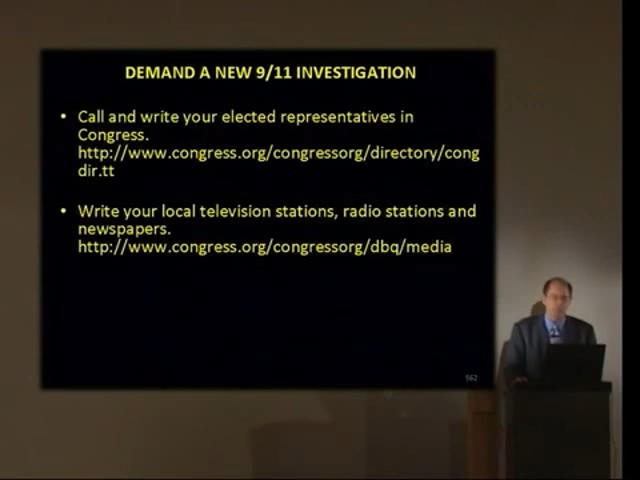 DEMAND A NEW 9/11 INVESTIGATION
• Call and write your elected representatives in
Congress.
http://www.congress.org/congressorg/directory/cong
dir.tt
• Write your local television stations, radio stations and
newspapers.
http://www.congress.org/congressorg/dbq/media
562